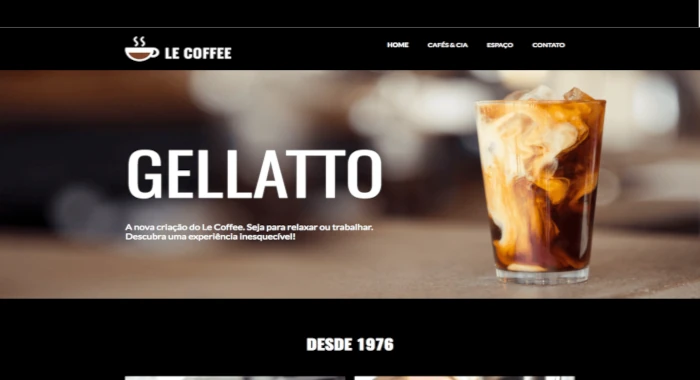 LE COFFEE
HOME
CAFÉS & CIA
ESPAÇO
CONTATO
GELLATTO
A nova criação do Le Coffee. Seja para relaxar ou trabalhar.
Descubra uma experiência inesquecível!
DESDE 1976